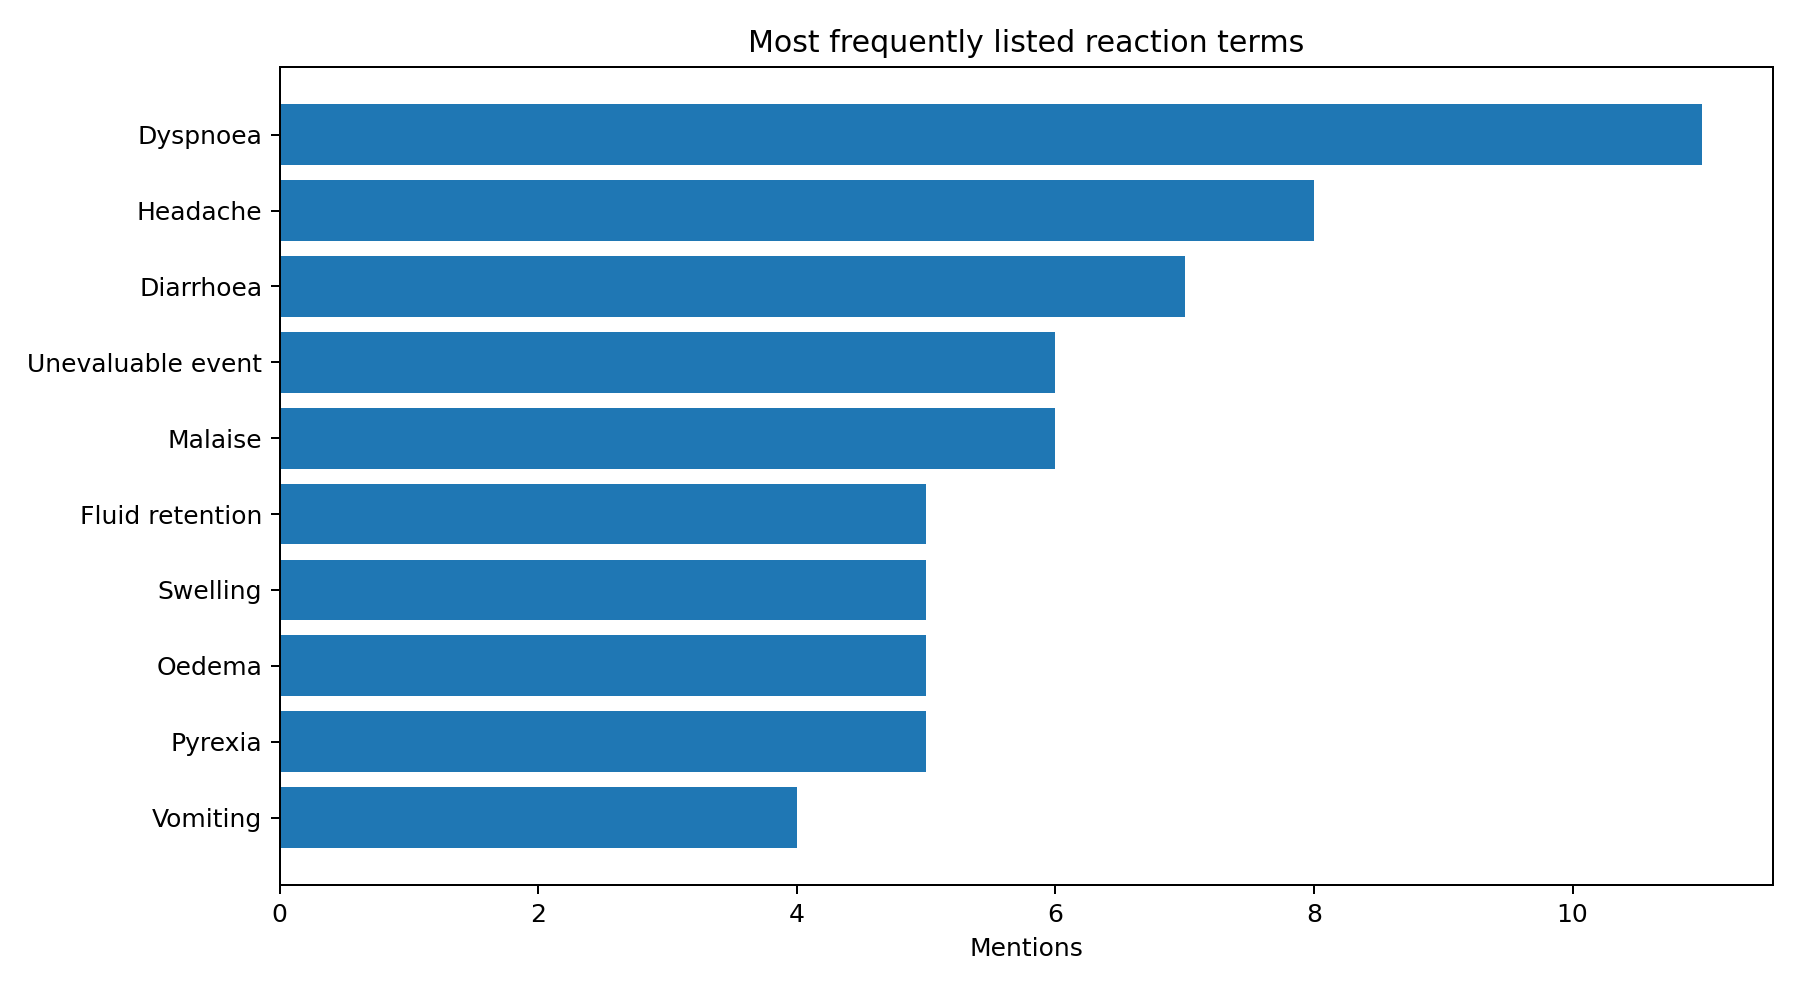 Most frequently listed reaction terms
Dyspnoea
Headache
Diarrhoea
Unevaluable event
Malaise
Fluid retention
Swelling
Oedema
Pyrexia
Vomiting
0 2 4 6 8 10
Mentions